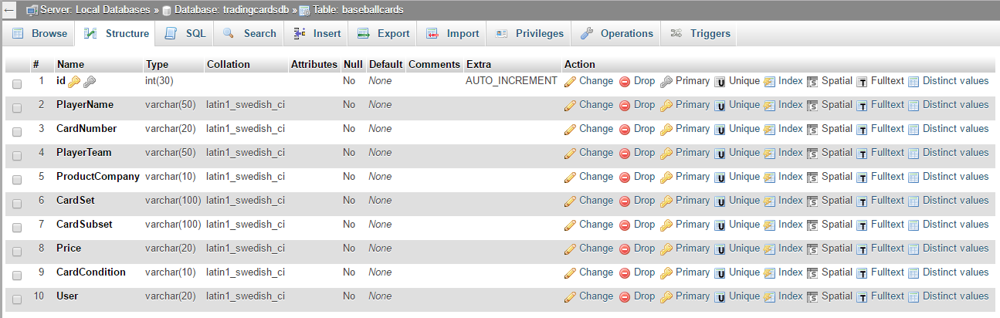 Server: Local Databases » Database: tradingcardsdb » Table: baseballcards
Browse Structure SQL Search Insert Export Import Privileges Operations Triggers
# Name Type Collation Attributes Null Default Comments Extra Action
1 id int(30) No None AUTO_INCREMENT Change Drop Primary Unique Index Spatial Fulltext Distinct values
2 PlayerName varchar(50) latin1_swedish_ci No None Change Drop Primary Unique Index Spatial Fulltext Distinct values
3 CardNumber varchar(20) latin1_swedish_ci No None Change Drop Primary Unique Index Spatial Fulltext Distinct values
4 PlayerTeam varchar(50) latin1_swedish_ci No None Change Drop Primary Unique Index Spatial Fulltext Distinct values
5 ProductCompany varchar(10) latin1_swedish_ci No None Change Drop Primary Unique Index Spatial Fulltext Distinct values
6 CardSet varchar(100) latin1_swedish_ci No None Change Drop Primary Unique Index Spatial Fulltext Distinct values
7 CardSubset varchar(100) latin1_swedish_ci No None Change Drop Primary Unique Index Spatial Fulltext Distinct values
8 Price varchar(20) latin1_swedish_ci No None Change Drop Primary Unique Index Spatial Fulltext Distinct values
9 CardCondition varchar(10) latin1_swedish_ci No None Change Drop Primary Unique Index Spatial Fulltext Distinct values
10 User varchar(20) latin1_swedish_ci No None Change Drop Primary Unique Index Spatial Fulltext Distinct values